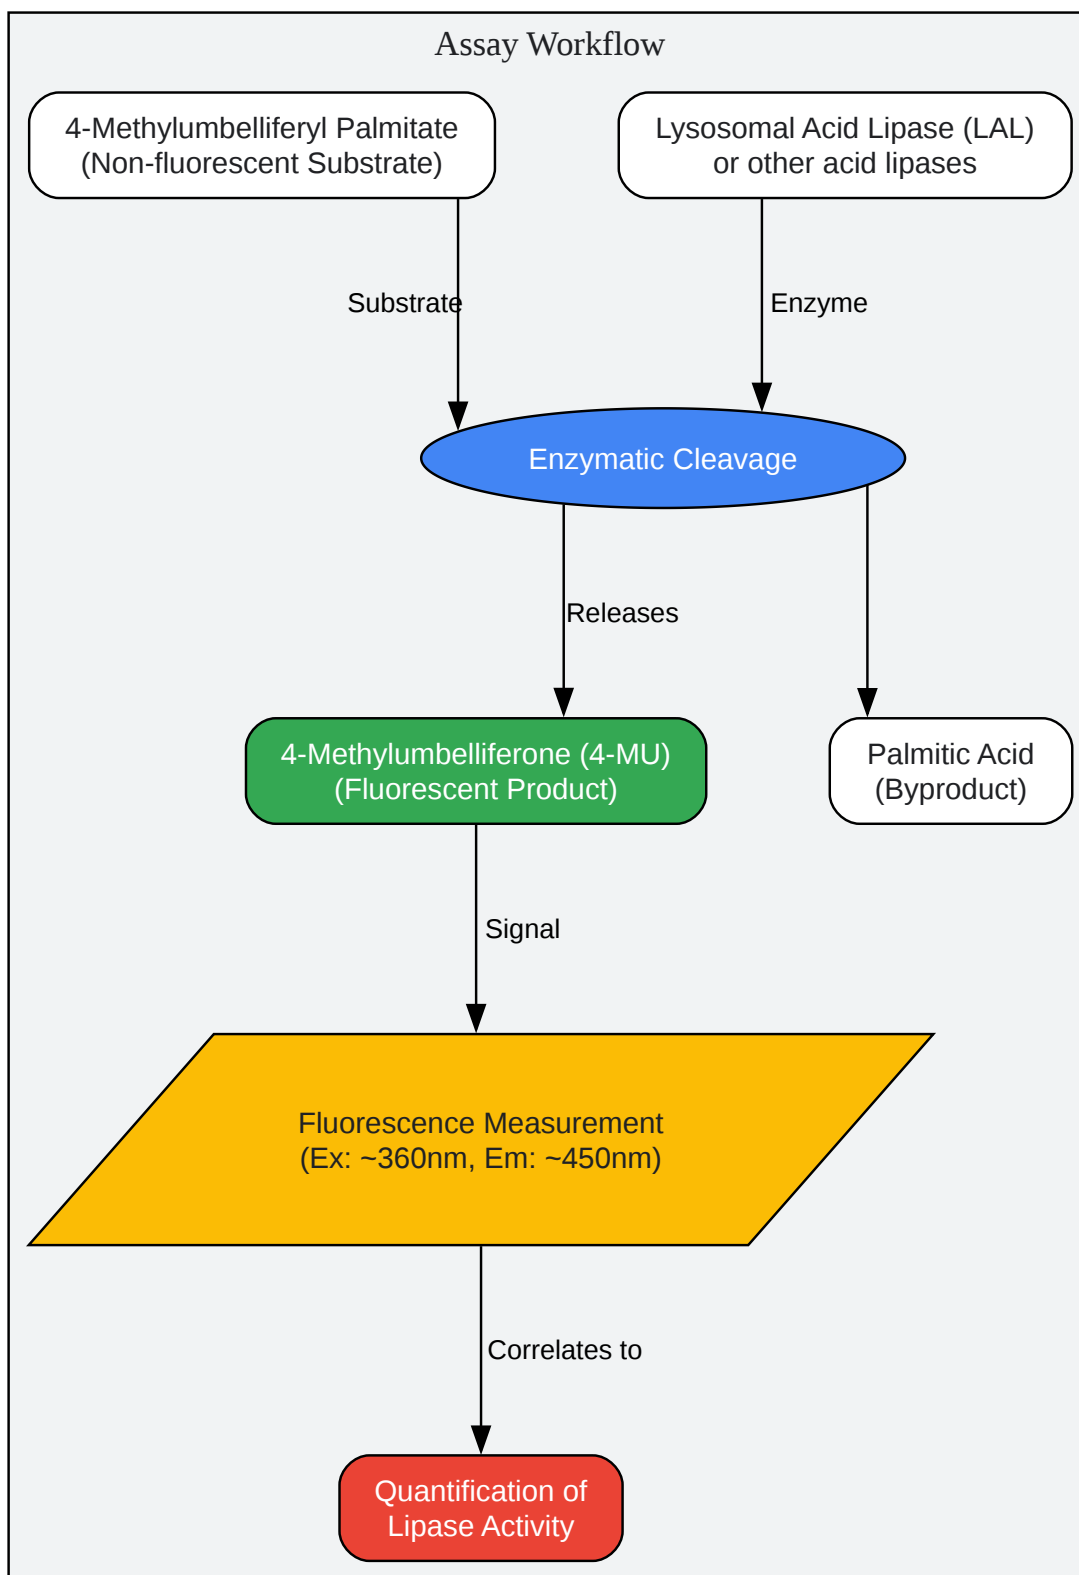 Assay Workflow
4-Methylumbelliferyl Palmitate
(Non-fluorescent Substrate)
Lysosomal Acid Lipase (LAL)
or other acid lipases
Substrate
Enzyme
Enzymatic Cleavage
Releases
4-Methylumbelliferone (4-MU)
(Fluorescent Product)
Palmitic Acid
(Byproduct)
Signal
Fluorescence Measurement
(Ex: ~360nm, Em: ~450nm)
Correlates to
Quantification of
Lipase Activity